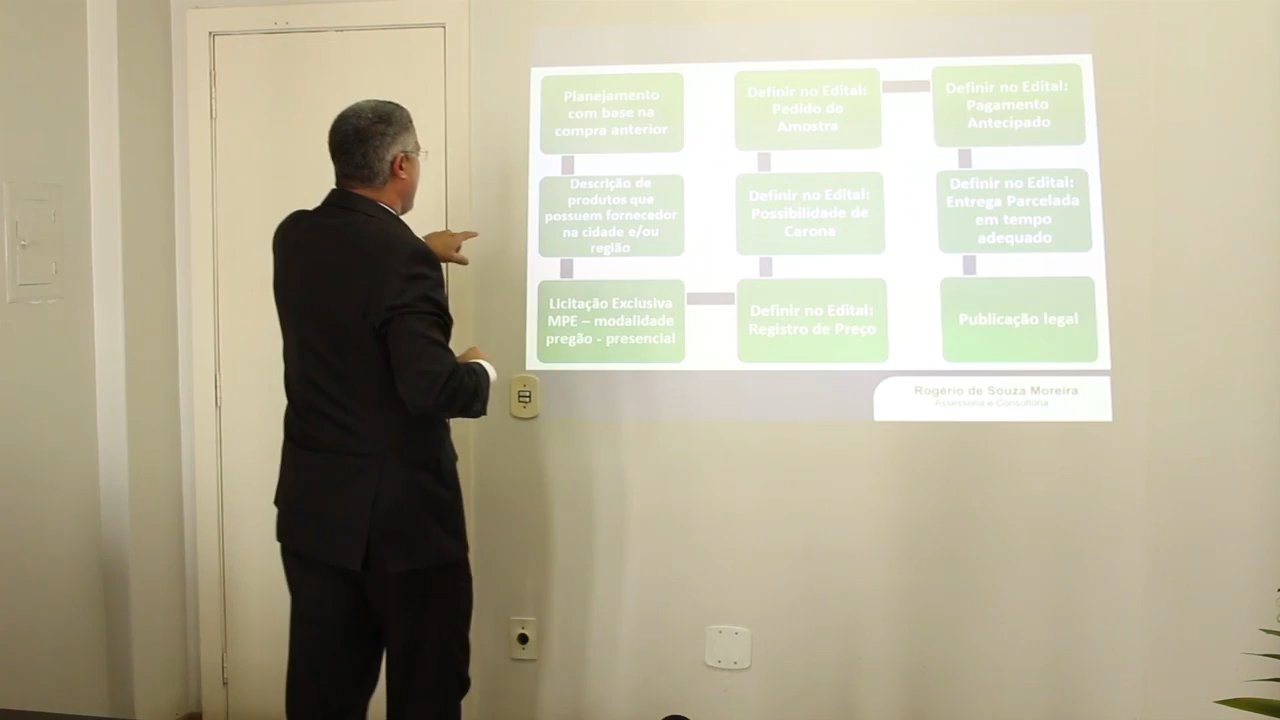 Planejamento
com base na
compra anterior
Descrição de
produtos que
possuem fornecedor
na cidade e/ou
região
Licitação Exclusiva
MPE – modalidade
pregão - presencial
Definir no Edital:
Registro de Preço
Definir no Edital:
Possibilidade de
Carona
Definir no Edital:
Pedido de
Amostra
Definir no Edital:
Pagamento
Antecipado
Definir no Edital:
Entrega Parcelada
em tempo
adequado
Publicação legal
Rogério de Souza Moreira
Assessoria e Consultoria